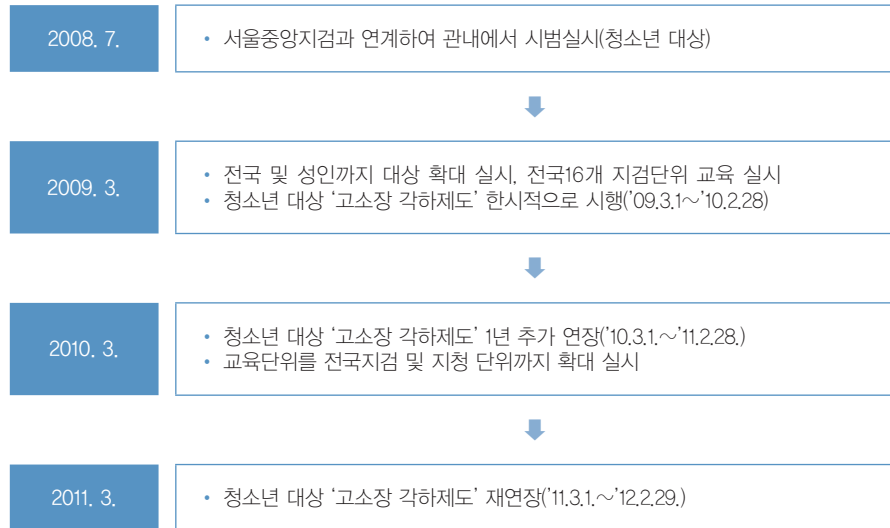 2008. 7.
• 서울중앙지검과 연계하여 관내에서 시범실시(청소년 대상)
2009. 3.
• 전국 및 성인까지 대상 확대 실시, 전국16개 지검단위 교육 실시
• 청소년 대상 ‘고소장 각하제도’ 한시적으로 시행(’09.3.1～’10.2.28)
2010. 3.
• 청소년 대상 ‘고소장 각하제도’ 1년 추가 연장(’10.3.1.～’11.2.28.)
• 교육단위를 전국지검 및 지청 단위까지 확대 실시
2011. 3.
• 청소년 대상 ‘고소장 각하제도’ 재연장(’11.3.1.～’12.2.29.)